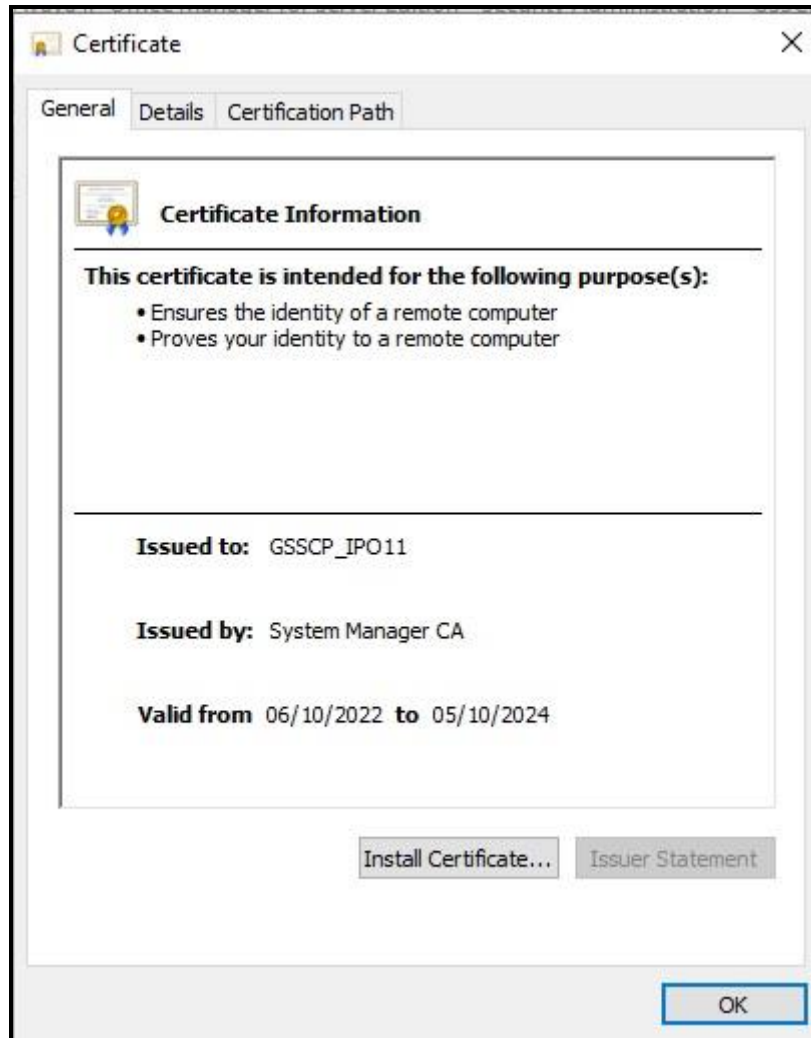 Certificate
General Details Certification Path
Certificate Information
This certificate is intended for the following purpose(s):
• Ensures the identity of a remote computer
• Proves your identity to a remote computer
Issued to: GSSCP_IPO11
Issued by: System Manager CA
Valid from 06/10/2022 to 05/10/2024
Install Certificate... Issuer Statement
OK